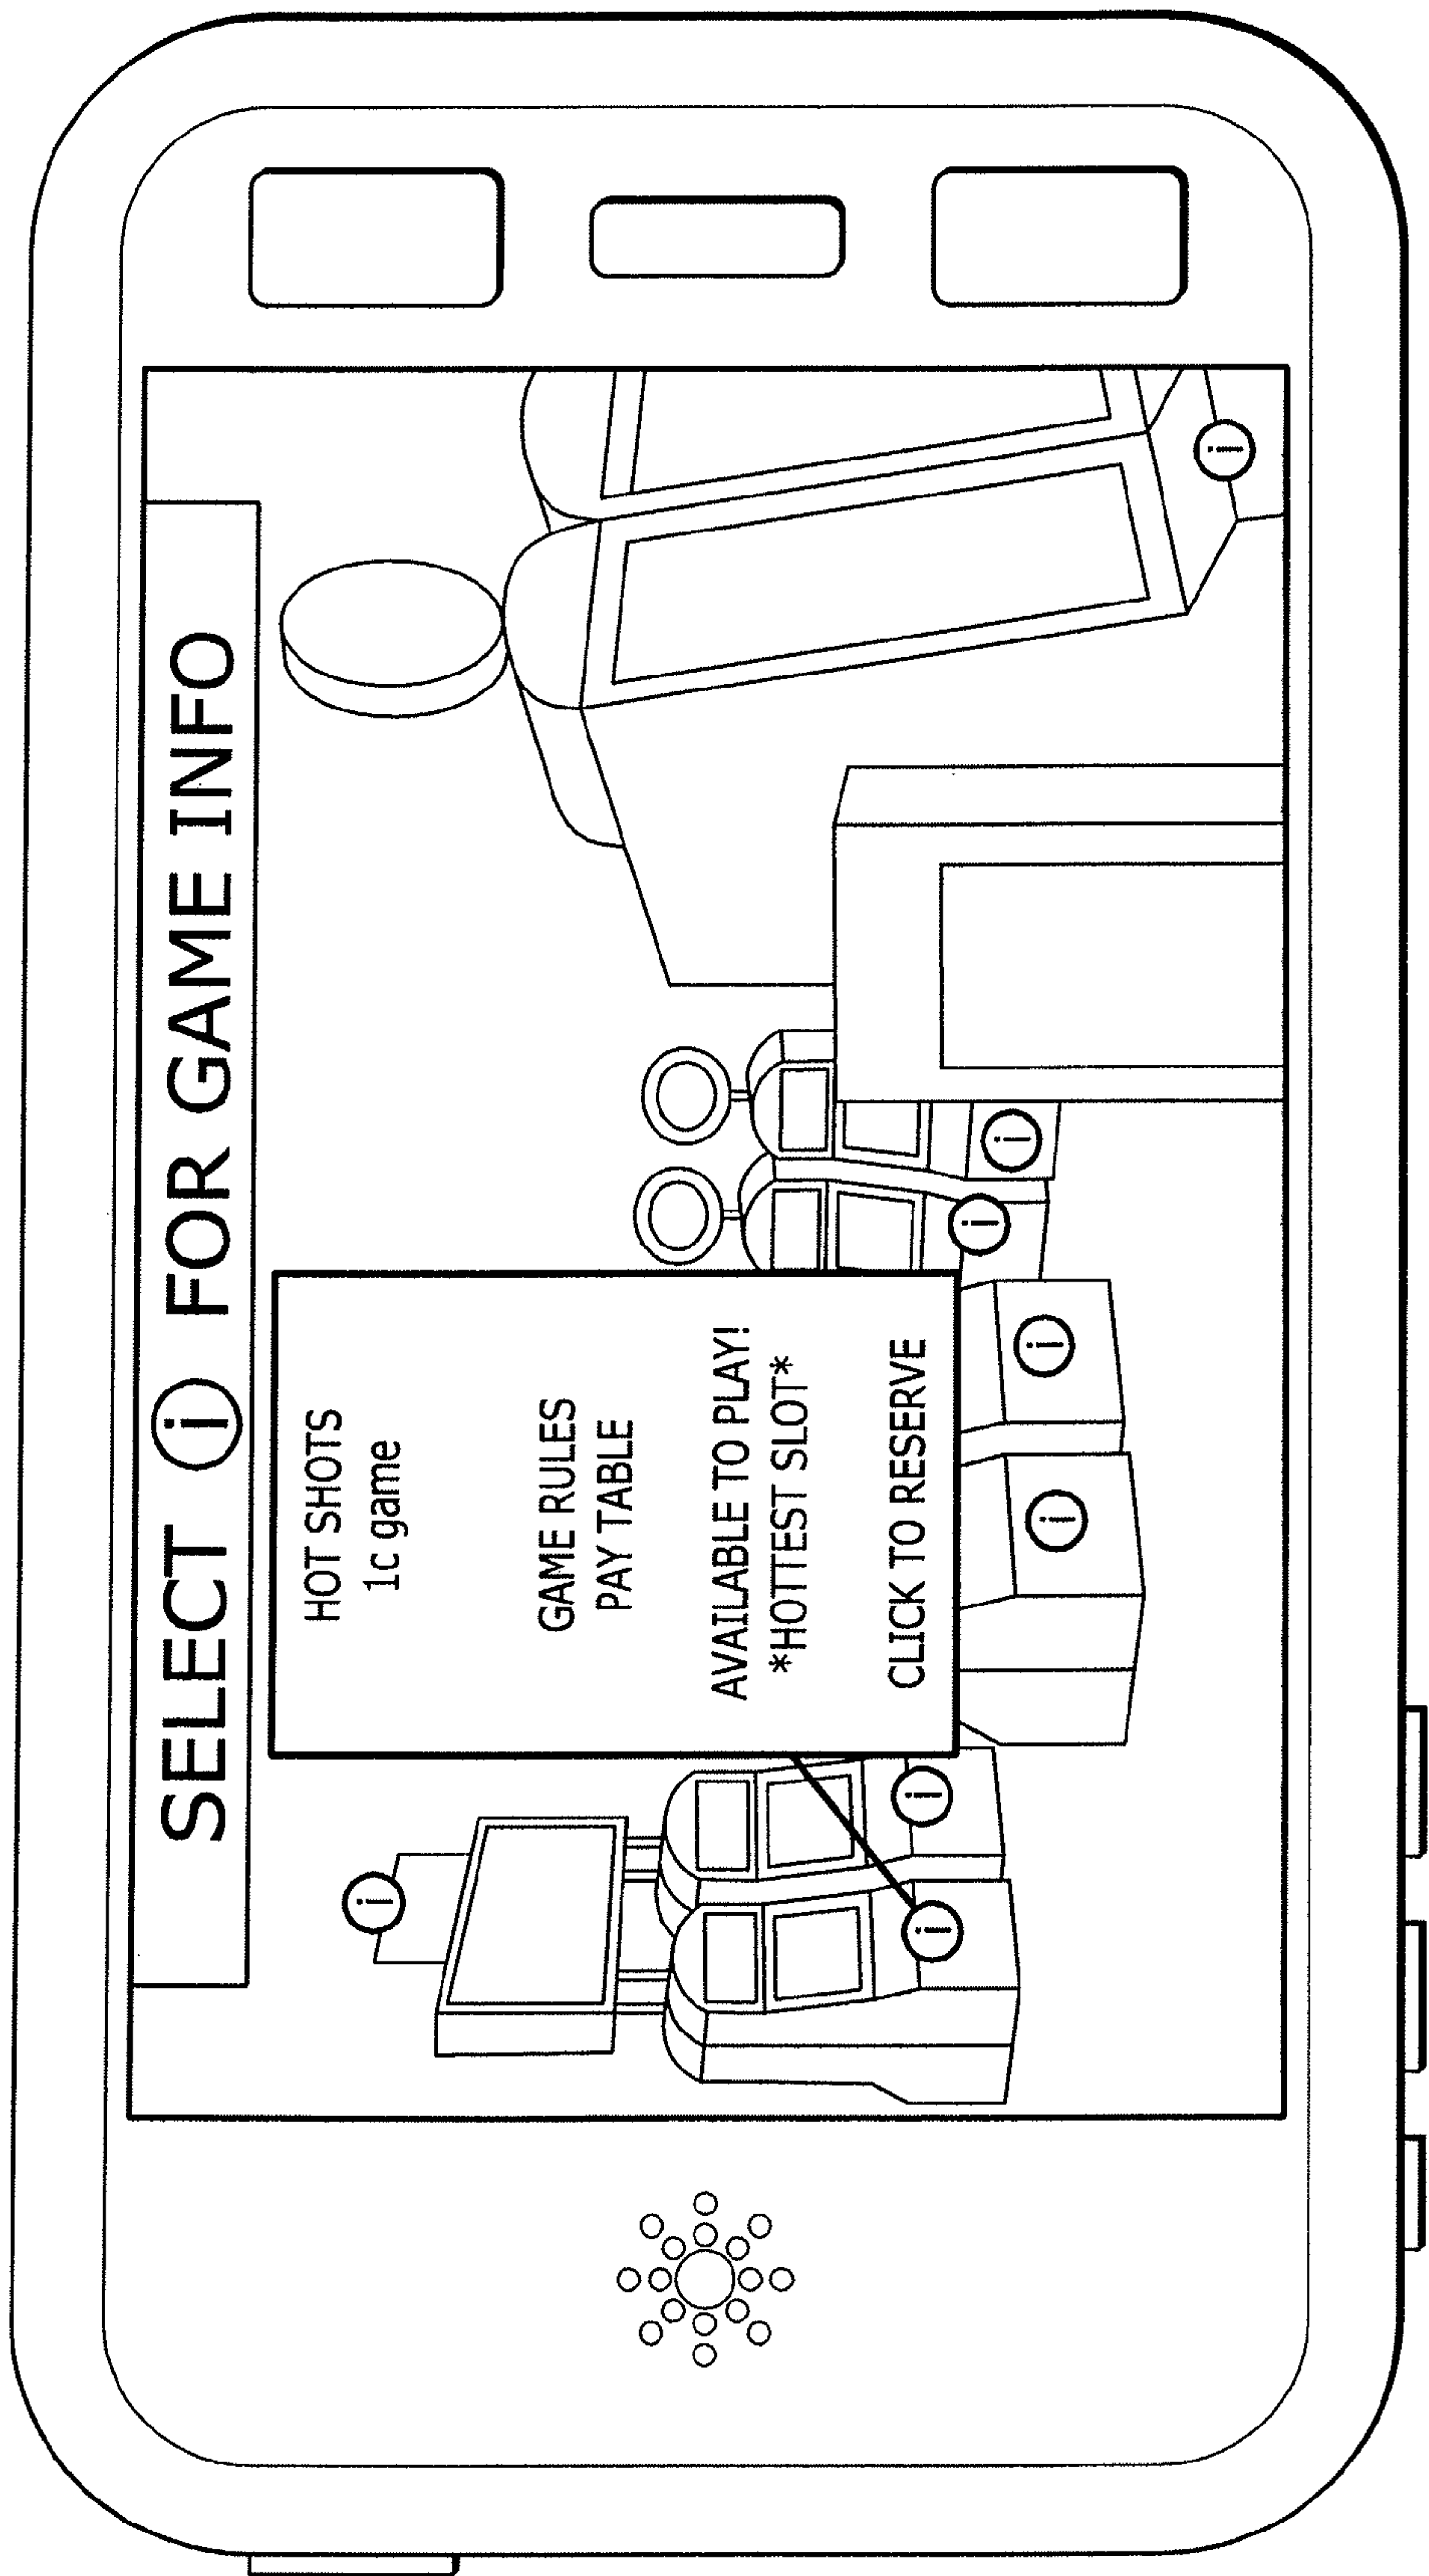 SELECT i FOR GAME INFO
HOT SHOTS
1c game
GAME RULES
PAY TABLE
AVAILABLE TO PLAY!
*HOTTEST SLOT*
CLICK TO RESERVE
i
i
i
i
i
i
i
i